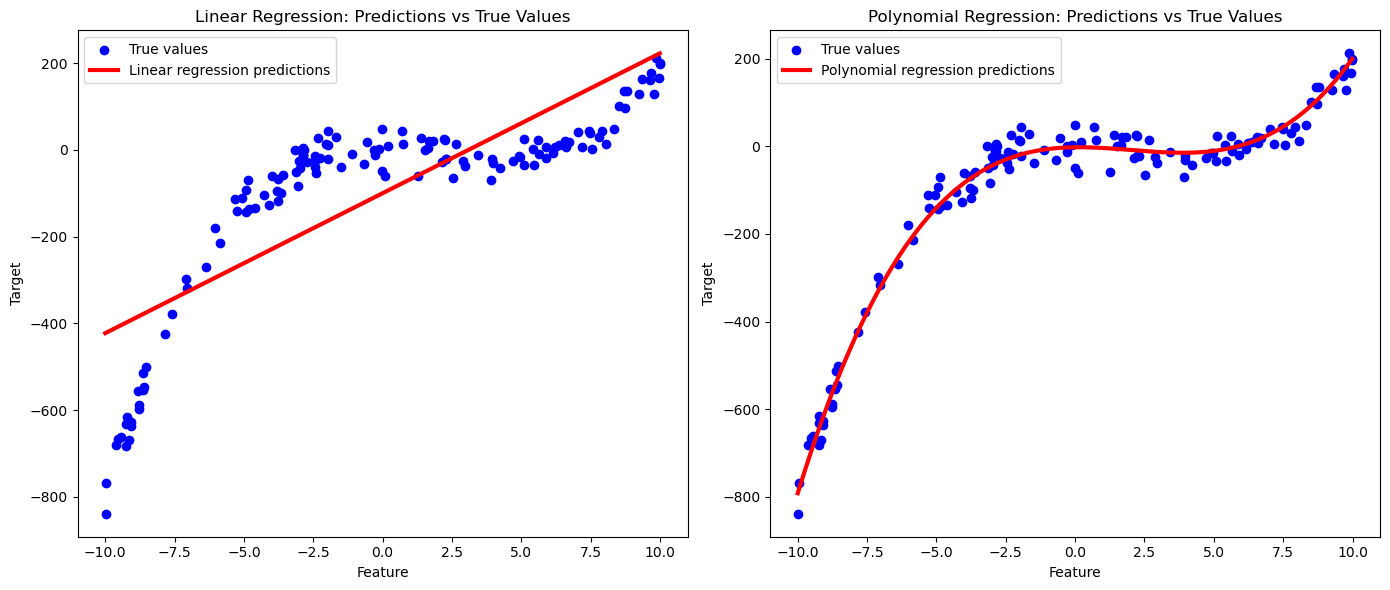 Linear Regression: Predictions vs True Values
True values
Linear regression predictions
200
0
−200
−400
−600
−800
Target
−10.0 −7.5 −5.0 −2.5 0.0 2.5 5.0 7.5 10.0
Feature
Polynomial Regression: Predictions vs True Values
True values
Polynomial regression predictions
200
0
−200
−400
−600
−800
Target
−10.0 −7.5 −5.0 −2.5 0.0 2.5 5.0 7.5 10.0
Feature